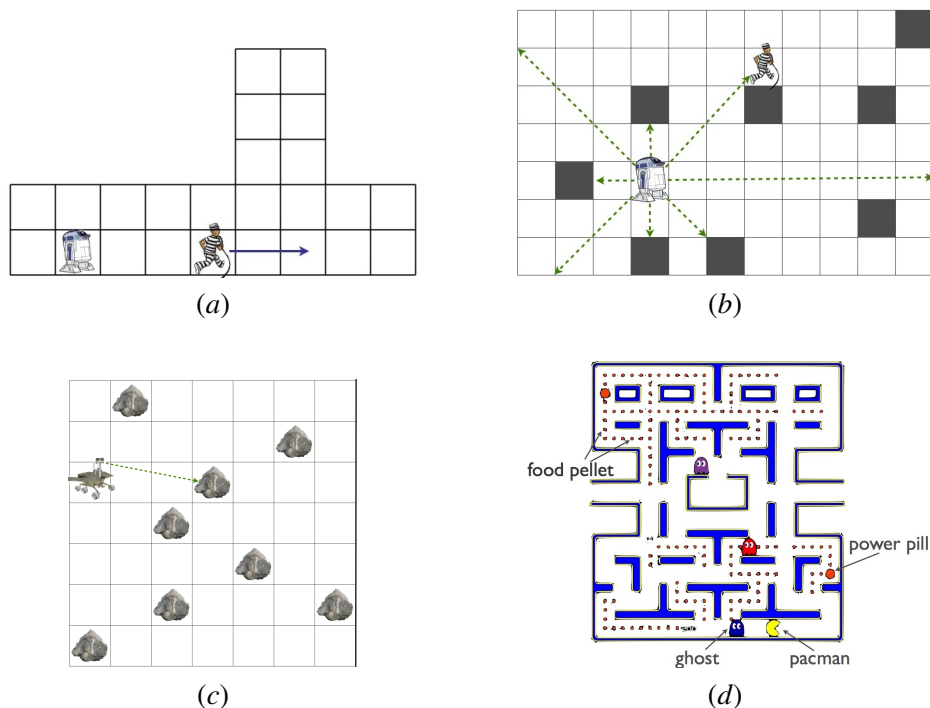 (a)
(b)
food pellet
power pill
ghost
pacman
(c)
(d)